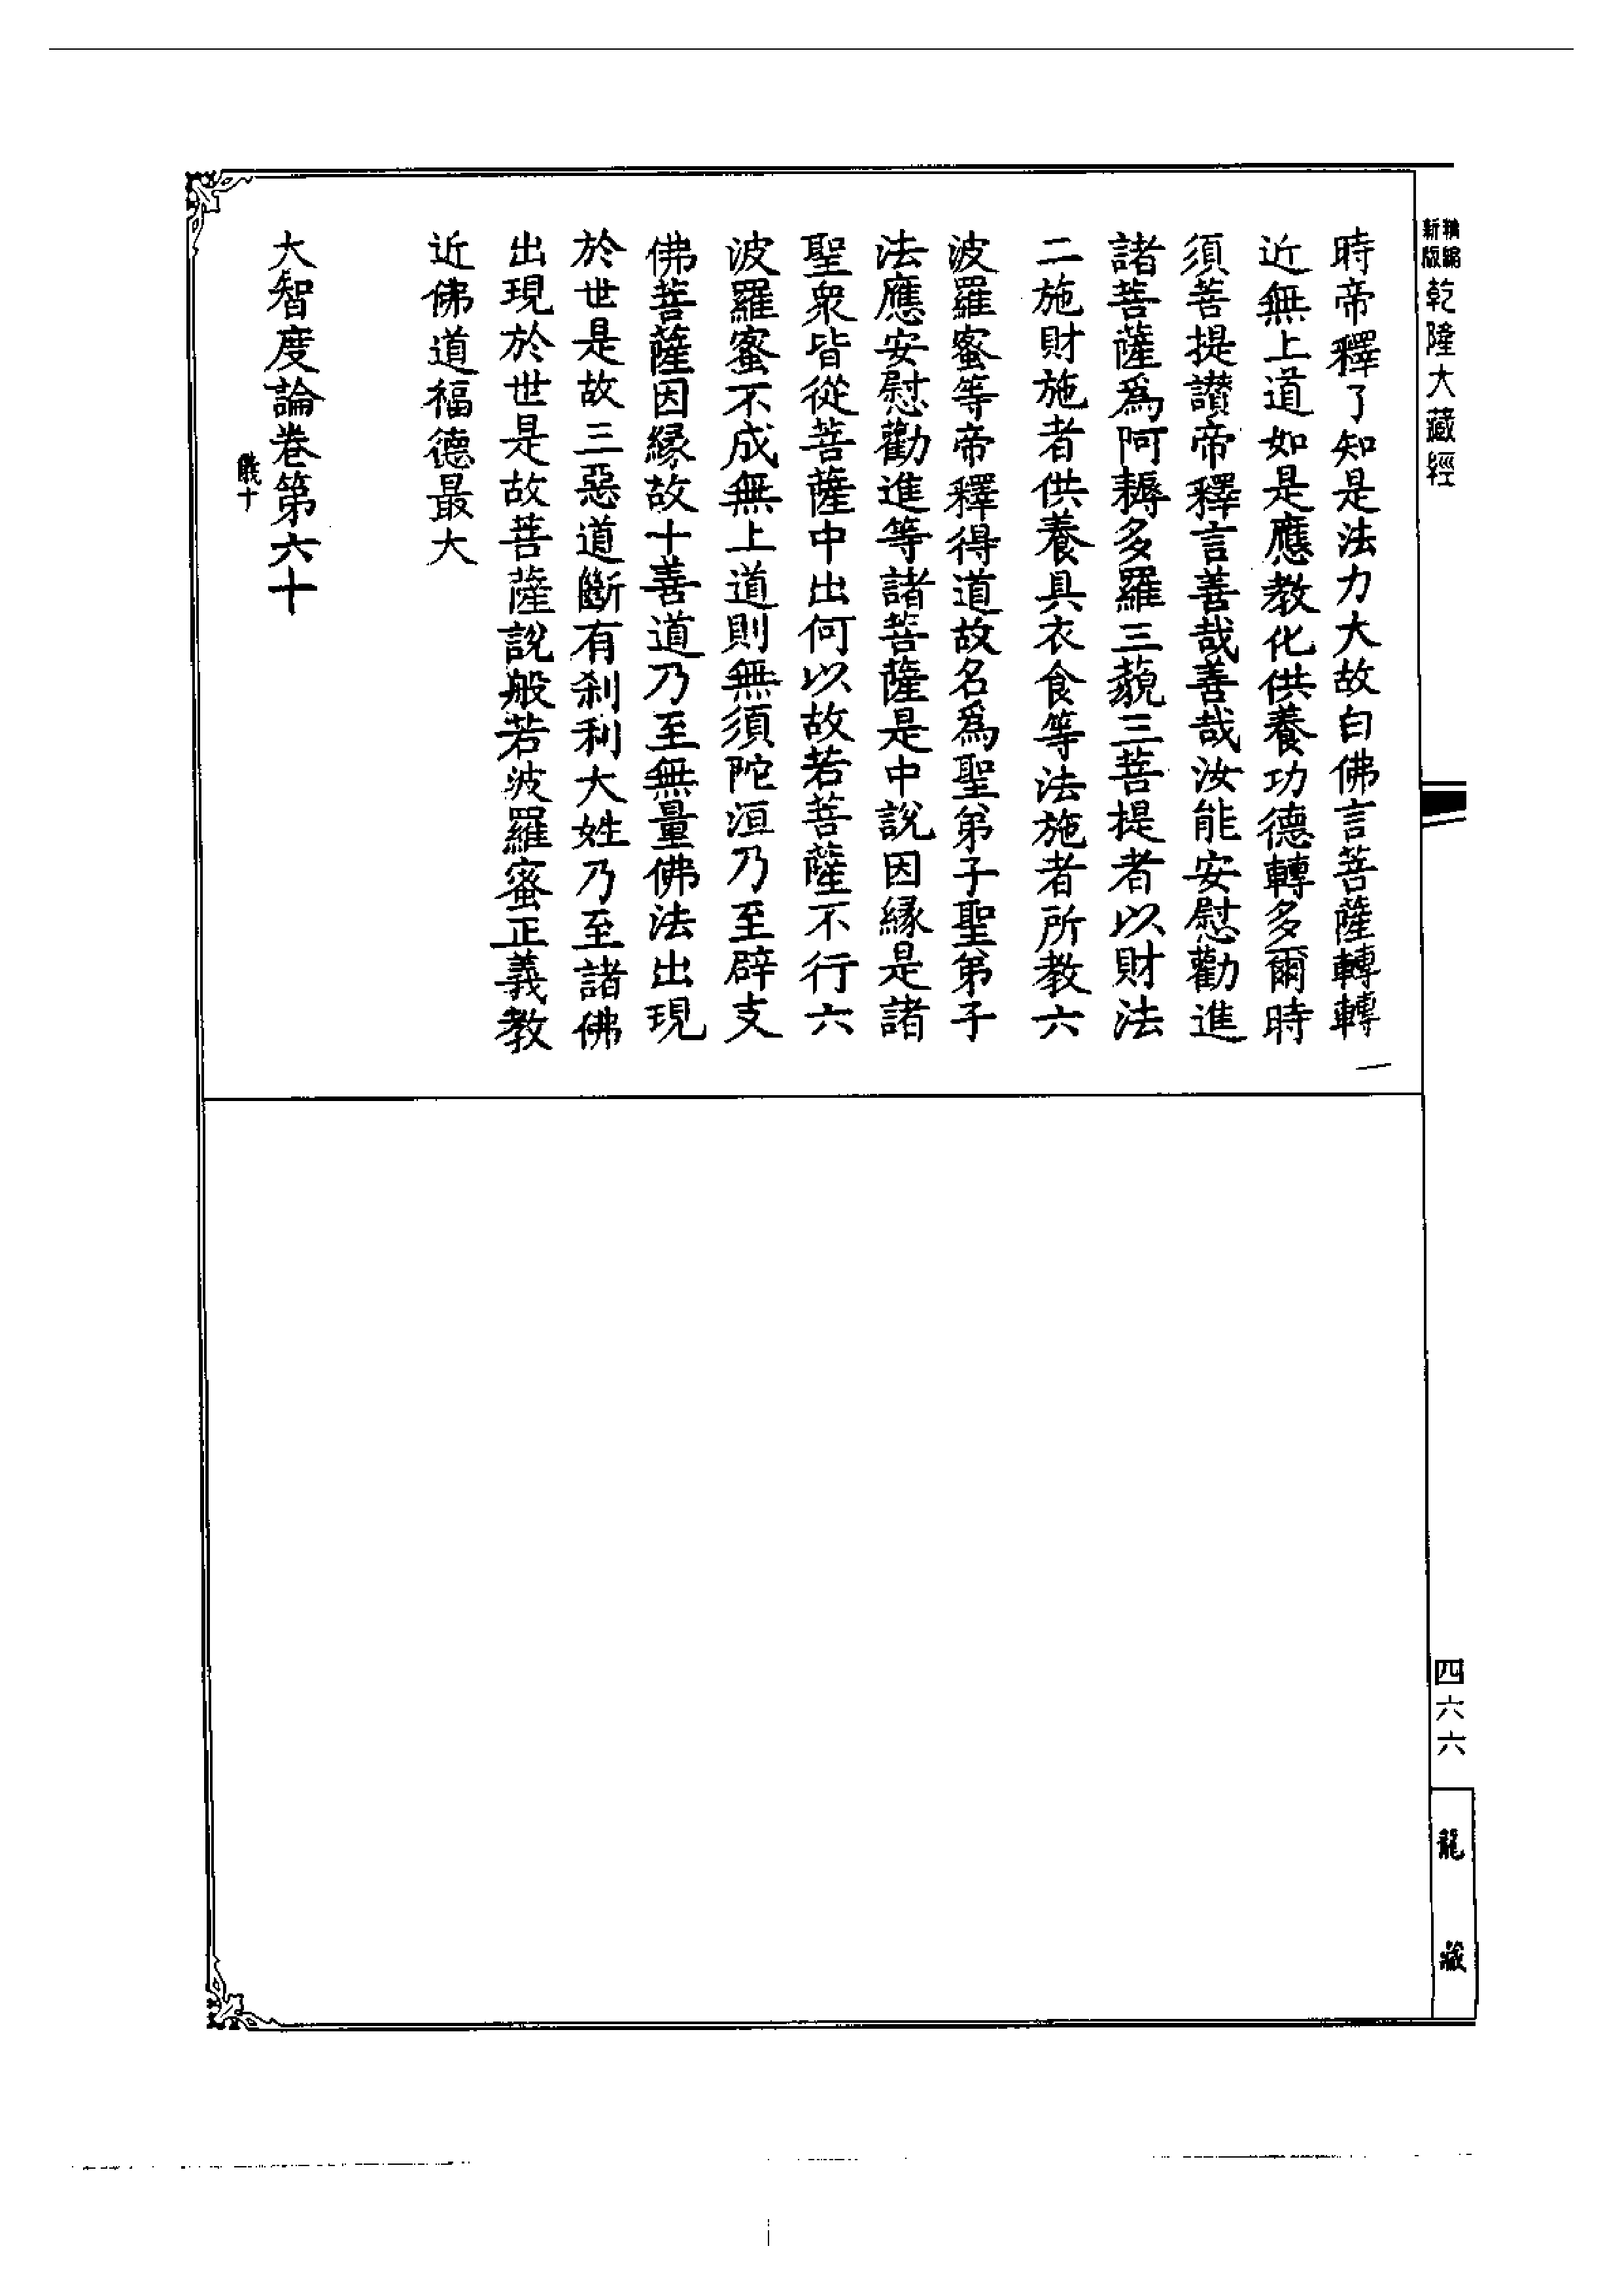 新編縮版乾隆大藏經
時帝釋了知是法力大故白佛言菩薩轉轉
近無上道如是應教化供養功德轉多爾時
須菩提讚帝釋言善哉善哉汝能安慰勸進
諸菩薩爲阿耨多羅三藐三菩提者以財法
二施財施者供養具衣食等法施者所教六
波羅蜜等帝釋得道故名爲聖弟子聖弟子
法應安慰勸進等諸菩薩是中說因緣是諸
聖衆皆從菩薩中出何以故若菩薩不行六
波羅蜜不成無上道則無須陀洹乃至辟支
佛菩薩因緣故十善道乃至無量佛法出現
於世是故三惡道斷有刹利大姓乃至諸佛
出現於世是故菩薩說般若波羅蜜正義教
近佛道福德最大
大智度論卷第六十
儀十
四六六
龍藏